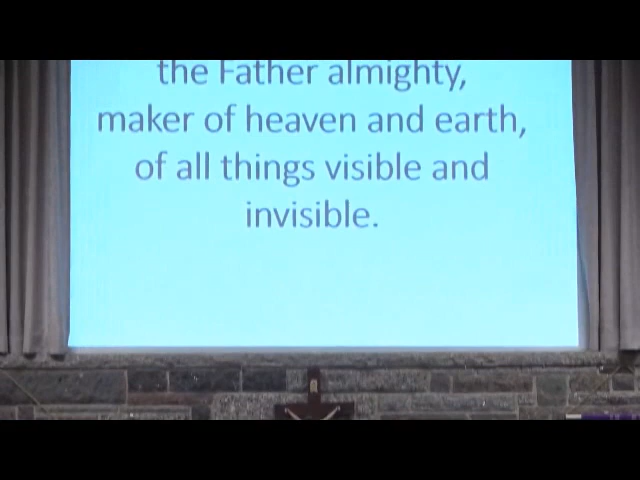 the Father almighty,
maker of heaven and earth,
of all things visible and
invisible.